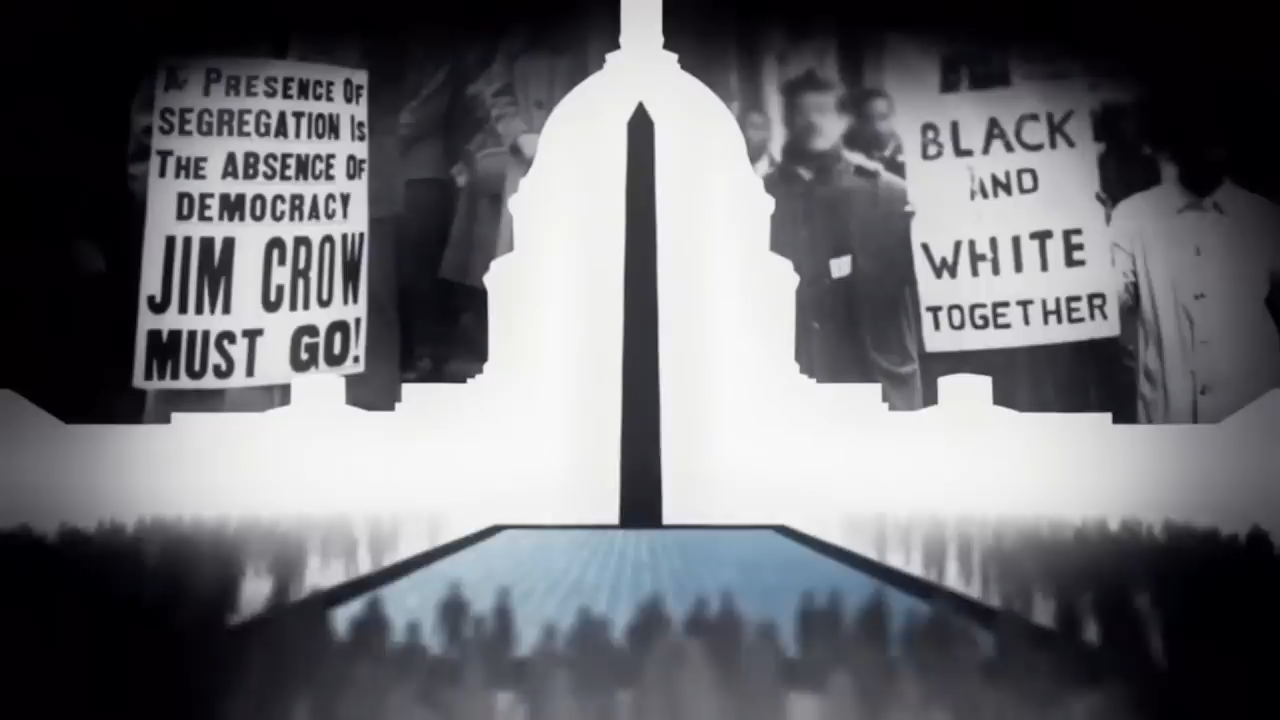 PRESENCE OF
SEGREGATION IS
THE ABSENCE OF
DEMOCRACY
JIM CROW
MUST GO!
BLACK
AND
WHITE
TOGETHER